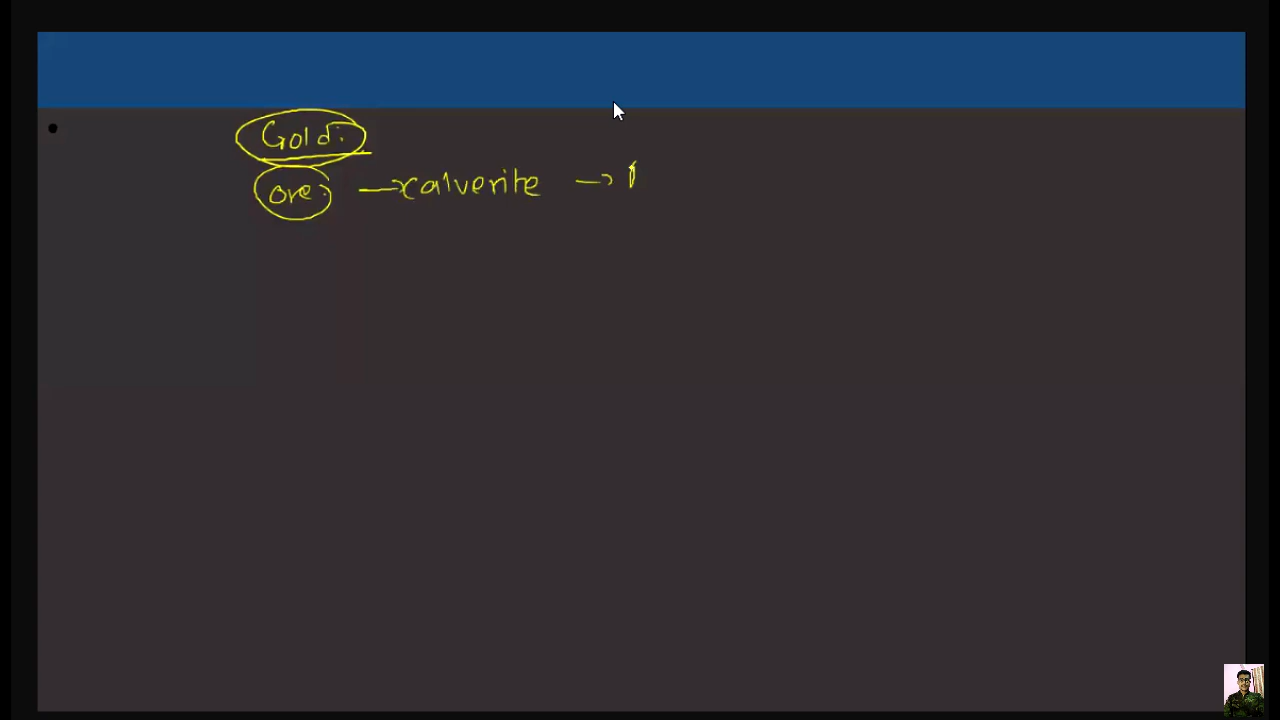 Gold:
ore: → calverite →